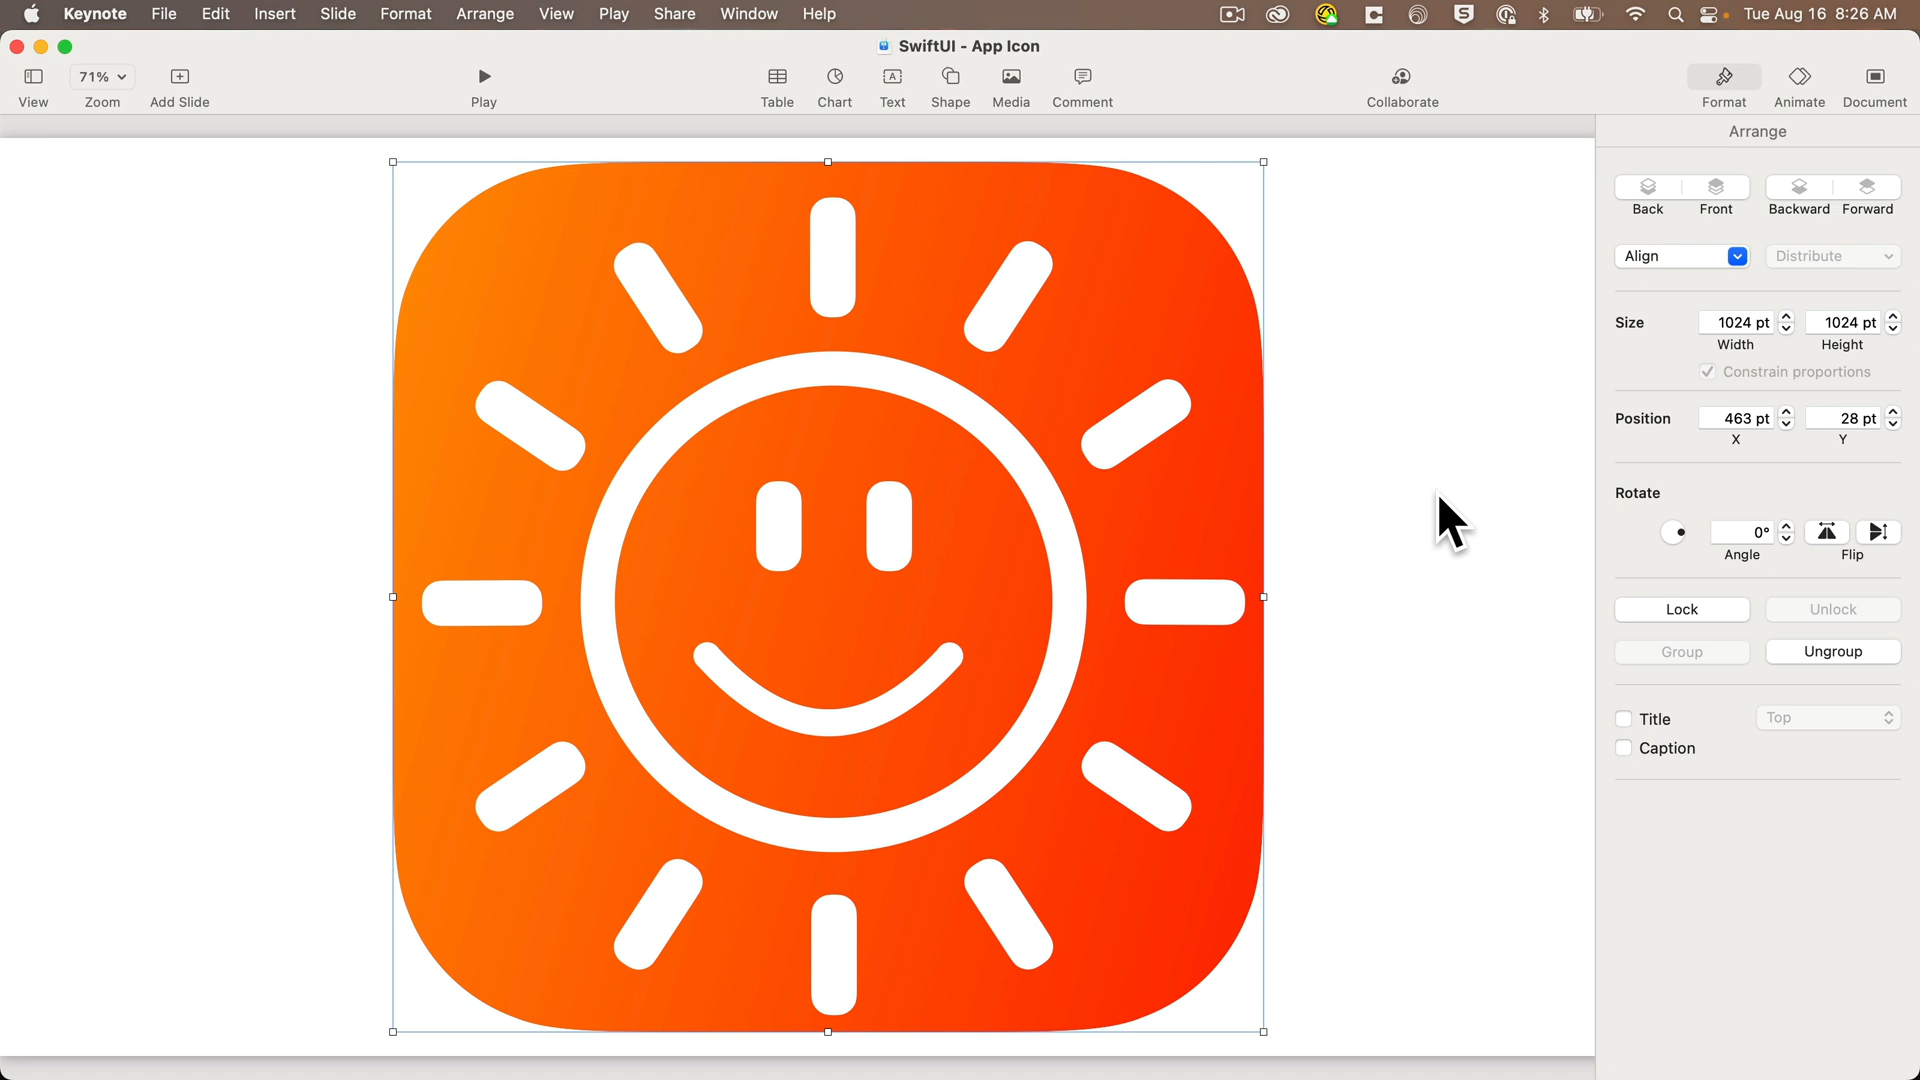 Keynote File Edit Insert Slide Format Arrange View Play Share Window Help Tue Aug 16 8:26 AM
SwiftUI - App Icon
71%
View Zoom Add Slide Play Table Chart Text Shape Media Comment Collaborate Format Animate Document
Arrange
Back Front Backward Forward
Align Distribute
Size 1024 pt 1024 pt
Width Height
Constrain proportions
Position 463 pt 28 pt
X Y
Rotate
0°
Angle Flip
Lock Unlock
Group Ungroup
Title Top
Caption